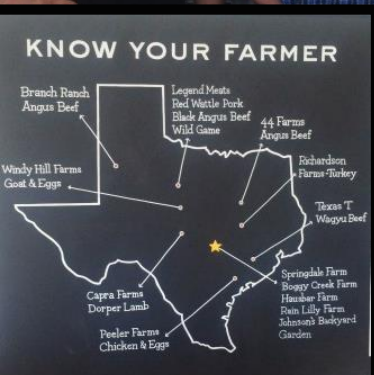 KNOW YOUR FARMER
Branch Ranch
Angus Beef
Legend Meats
Red Wattle Pork
Black Angus Beef
Wild Game
44 Farms
Angus Beef
Richardson
Farms-Turkey
Windy Hill Farms
Goat & Eggs
Texas T
Wagyu Beef
Capra Farms
Dorper Lamb
Peeler Farms
Chicken & Eggs
Springdale Farm
Boggy Creek Farm
Hausbar Farm
Rain Lilly Farm
Johnson's Backyard
Garden